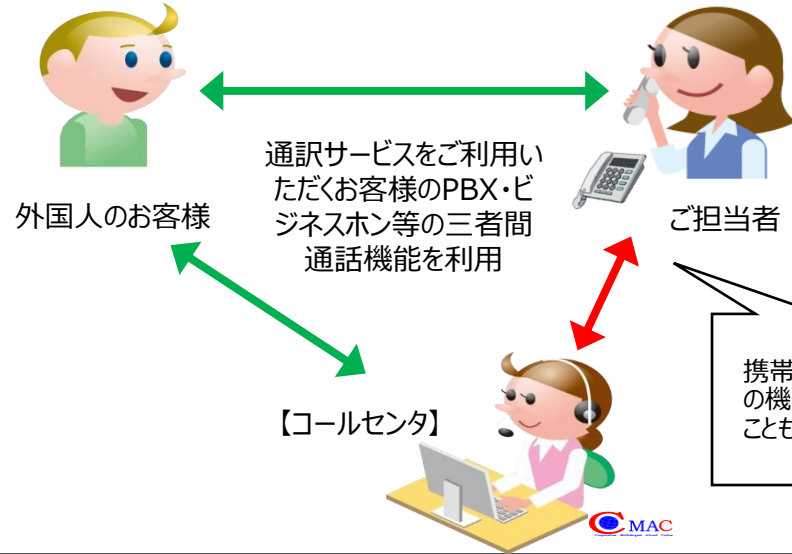 通訳サービスをご利用い
ただくお客様のPBX・ビ
ジネスホン等の三者間
通話機能を利用
外国人のお客様
ご担当者
携帯
の機
ことも
【コールセンタ】
C MAC